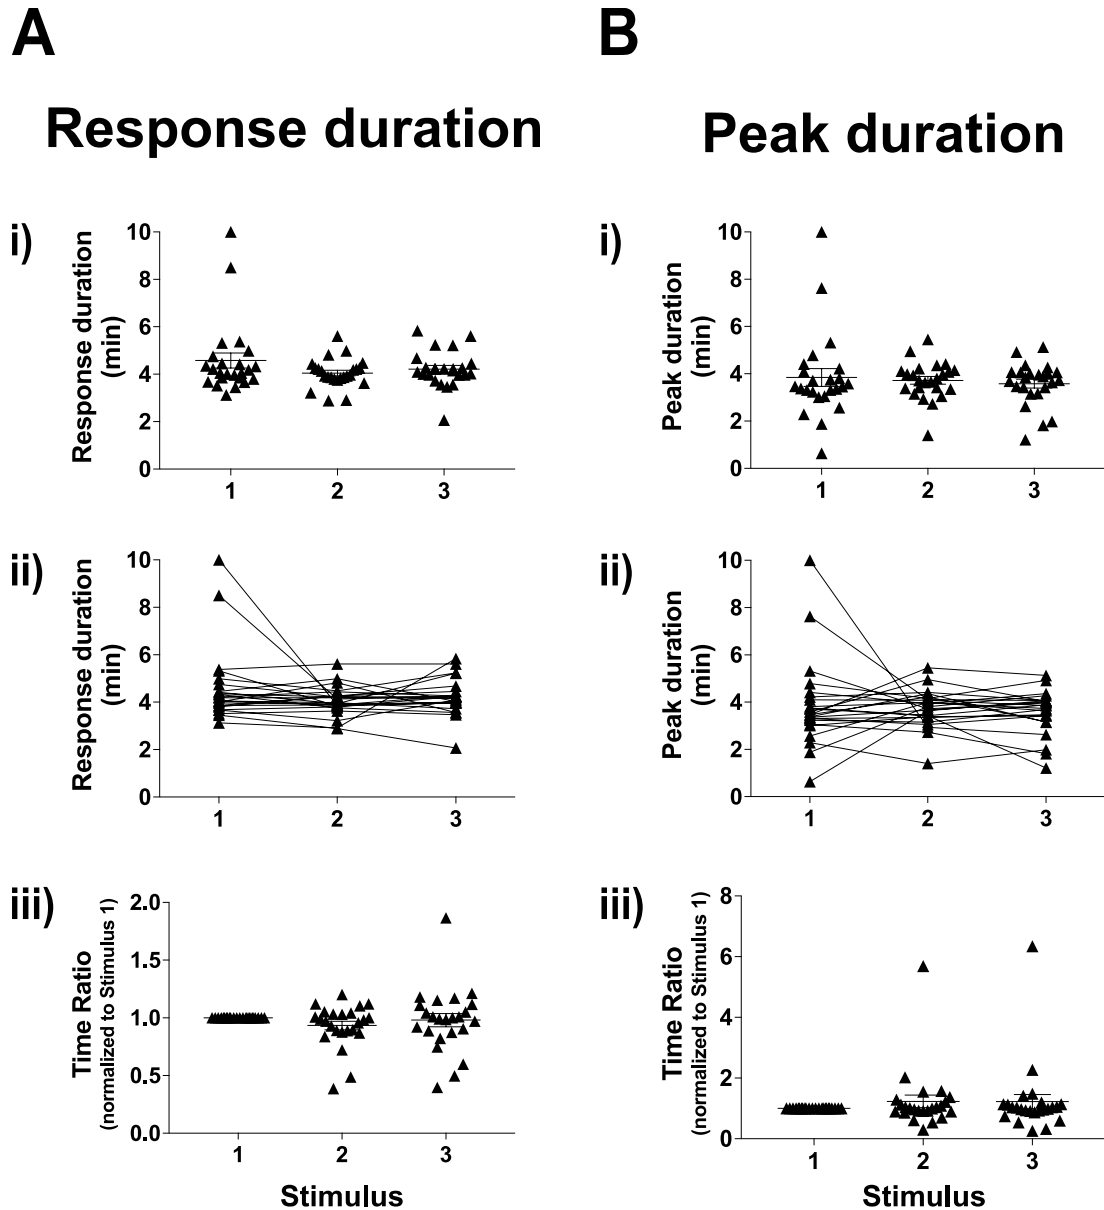 A
B
Response duration
Peak duration
i)
Response duration
(min)
10
8
6
4
2
0
1
2
3
i)
Peak duration
(min)
10
8
6
4
2
0
1
2
3
ii)
Response duration
(min)
10
8
6
4
2
0
1
2
3
ii)
Peak duration
(min)
10
8
6
4
2
0
1
2
3
iii)
Time Ratio
(normalized to Stimulus 1)
2.0
1.5
1.0
0.5
0.0
1
2
3
Stimulus
iii)
Time Ratio
(normalized to Stimulus 1)
8
6
4
2
0
1
2
3
Stimulus